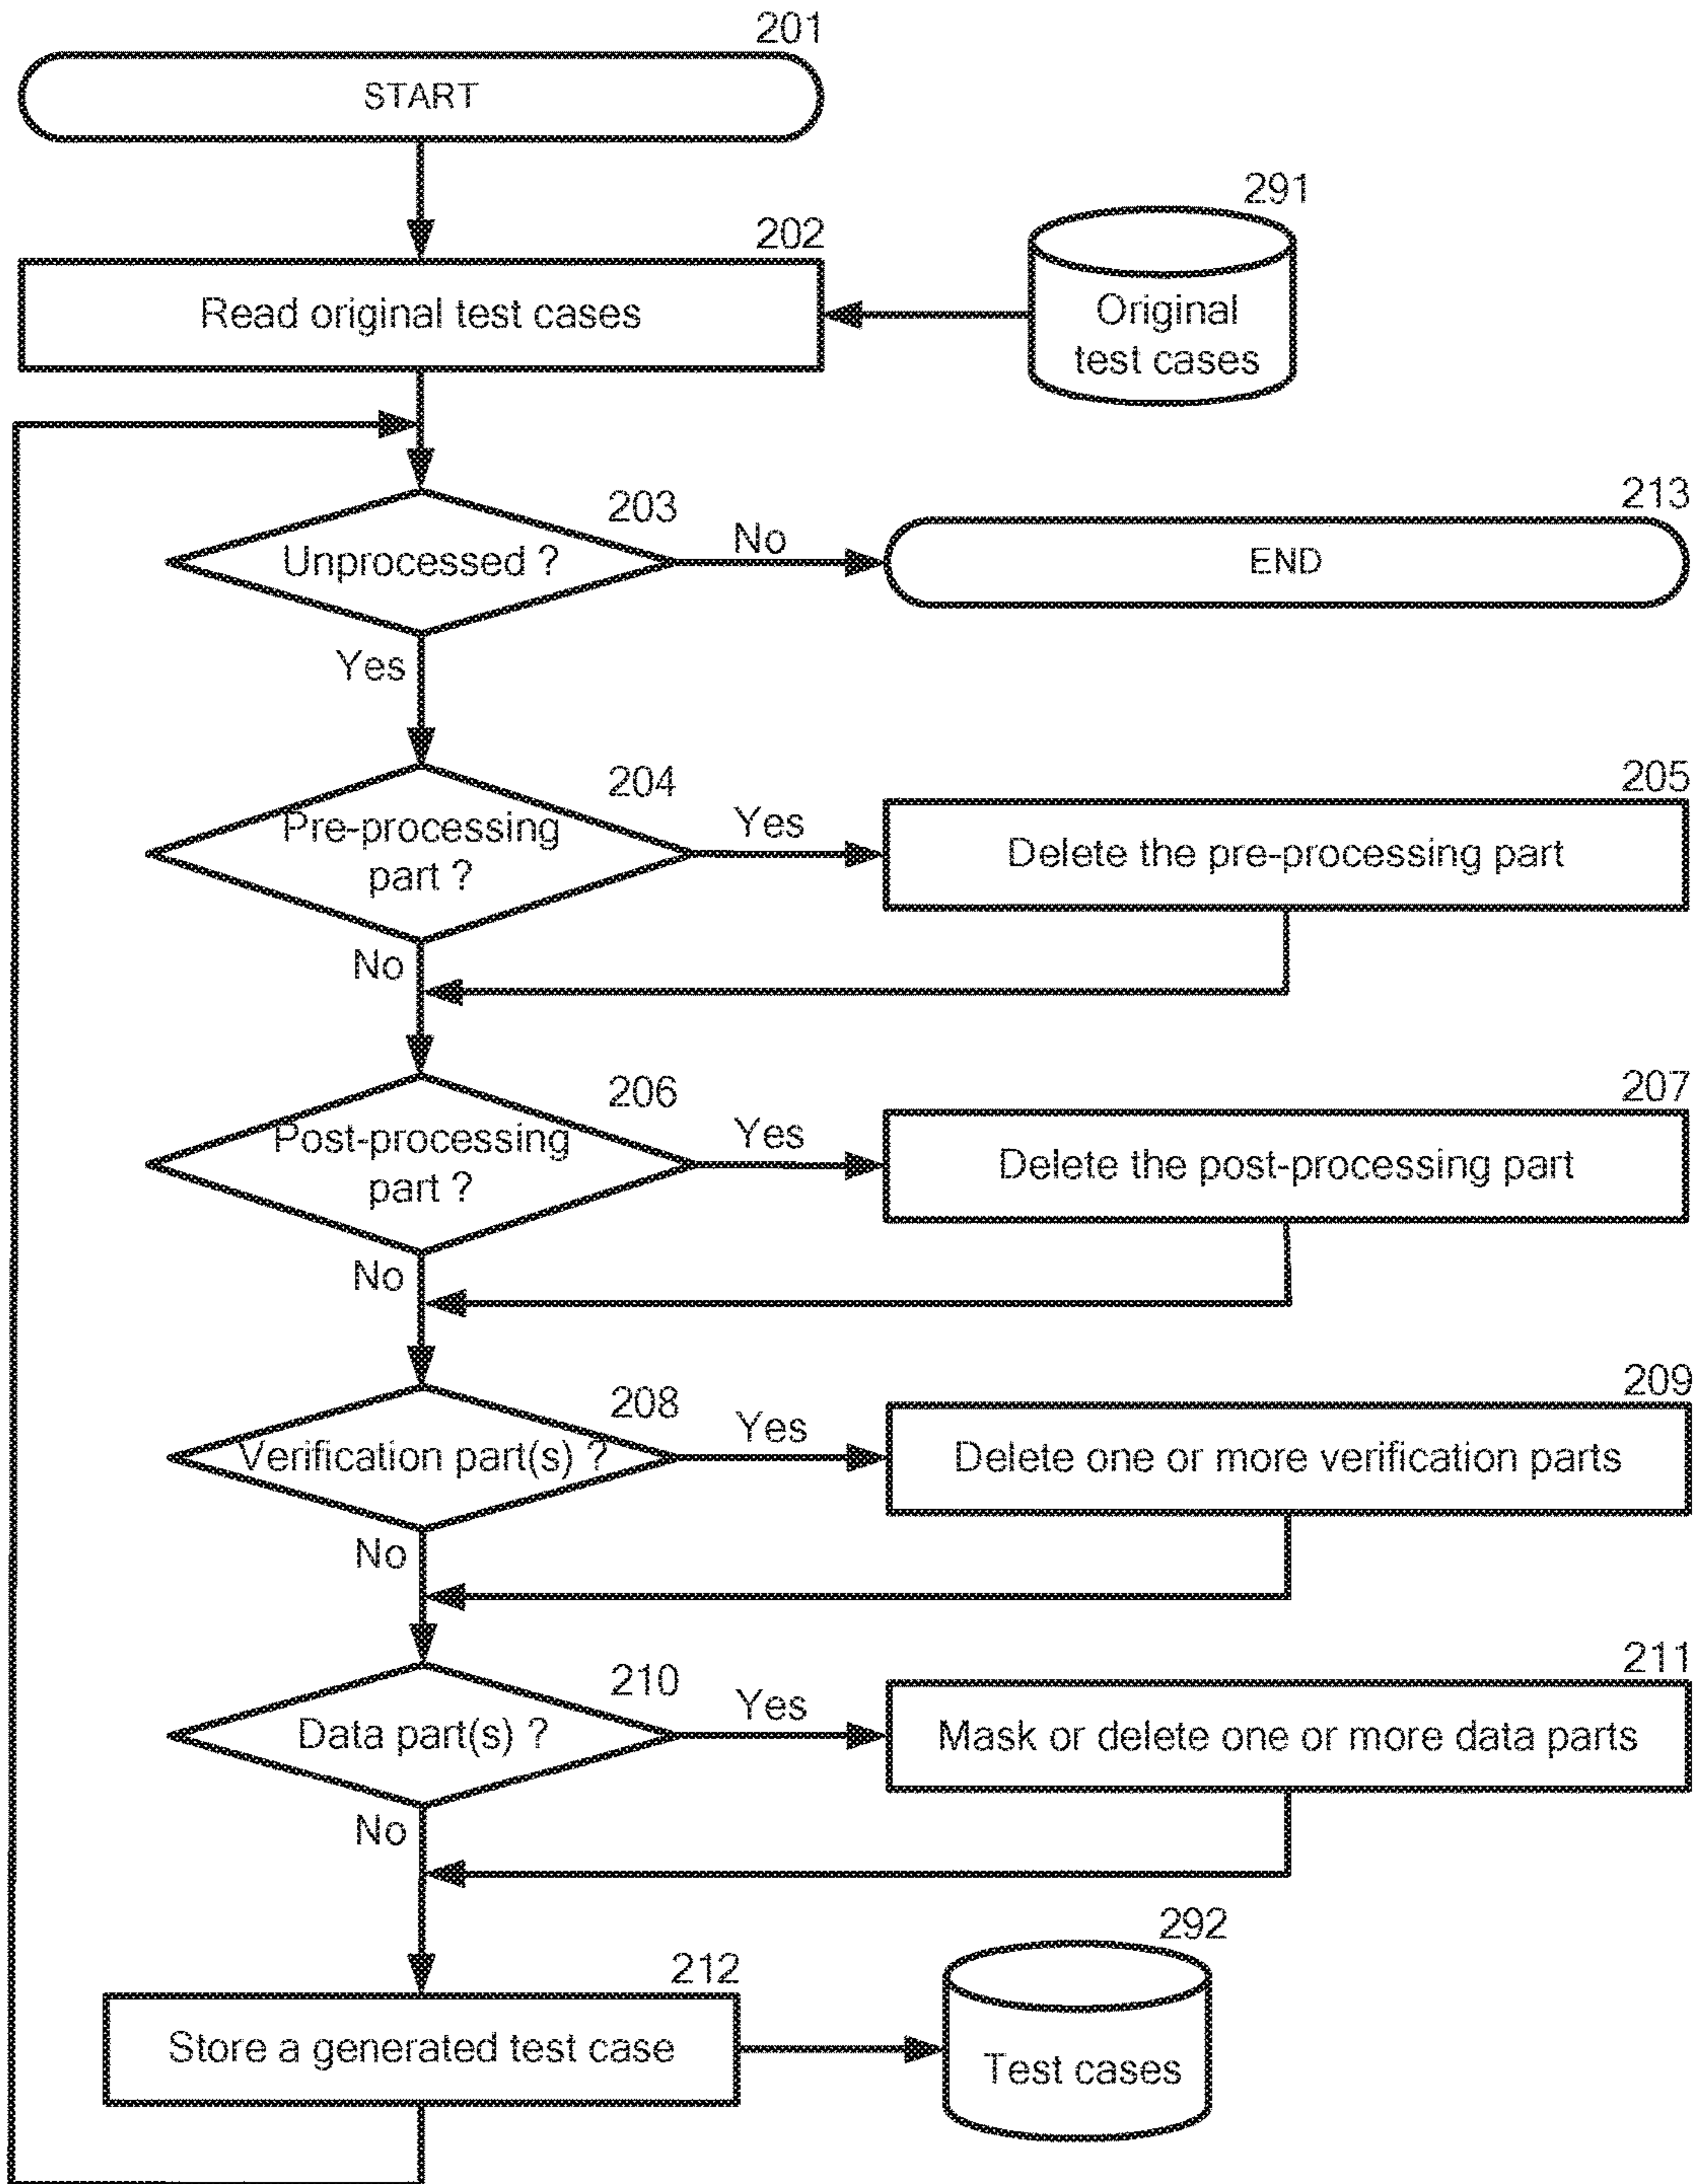 201
START
291
202
Read original test cases
Original
test cases
203
Unprocessed ?
No
213
END
Yes
204
Pre-processing
part ?
Yes
205
Delete the pre-processing part
No
206
Post-processing
part ?
Yes
207
Delete the post-processing part
No
208
Verification part(s) ?
Yes
209
Delete one or more verification parts
No
210
Data part(s) ?
Yes
211
Mask or delete one or more data parts
No
212
Store a generated test case
292
Test cases